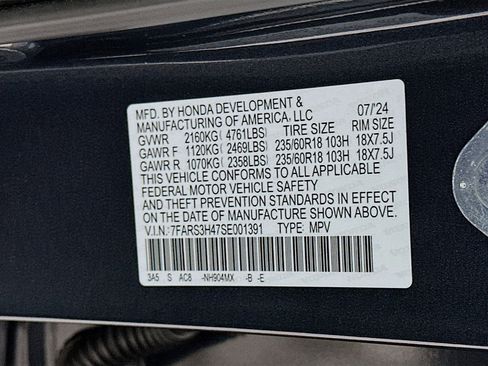 MFD. BY HONDA DEVELOPMENT &
MANUFACTURING OF AMERICA, LLC 07/'24
GVWR 2160KG ( 4761LBS) TIRE SIZE RIM SIZE
GAWR F 1120KG ( 2469LBS) 235/60R18 103H 18X7.5J
GAWR R 1070KG ( 2358LBS) 235/60R18 103H 18X7.5J
THIS VEHICLE CONFORMS TO ALL APPLICABLE
FEDERAL MOTOR VEHICLE SAFETY
AND THEFT PREVENTION STANDARDS IN EFFECT
ON THE DATE OF MANUFACTURE SHOWN ABOVE.
V.I.N.: 7FARS3H47SE001391 TYPE: MPV
3A5 S AC8 -NH904MX -B -E